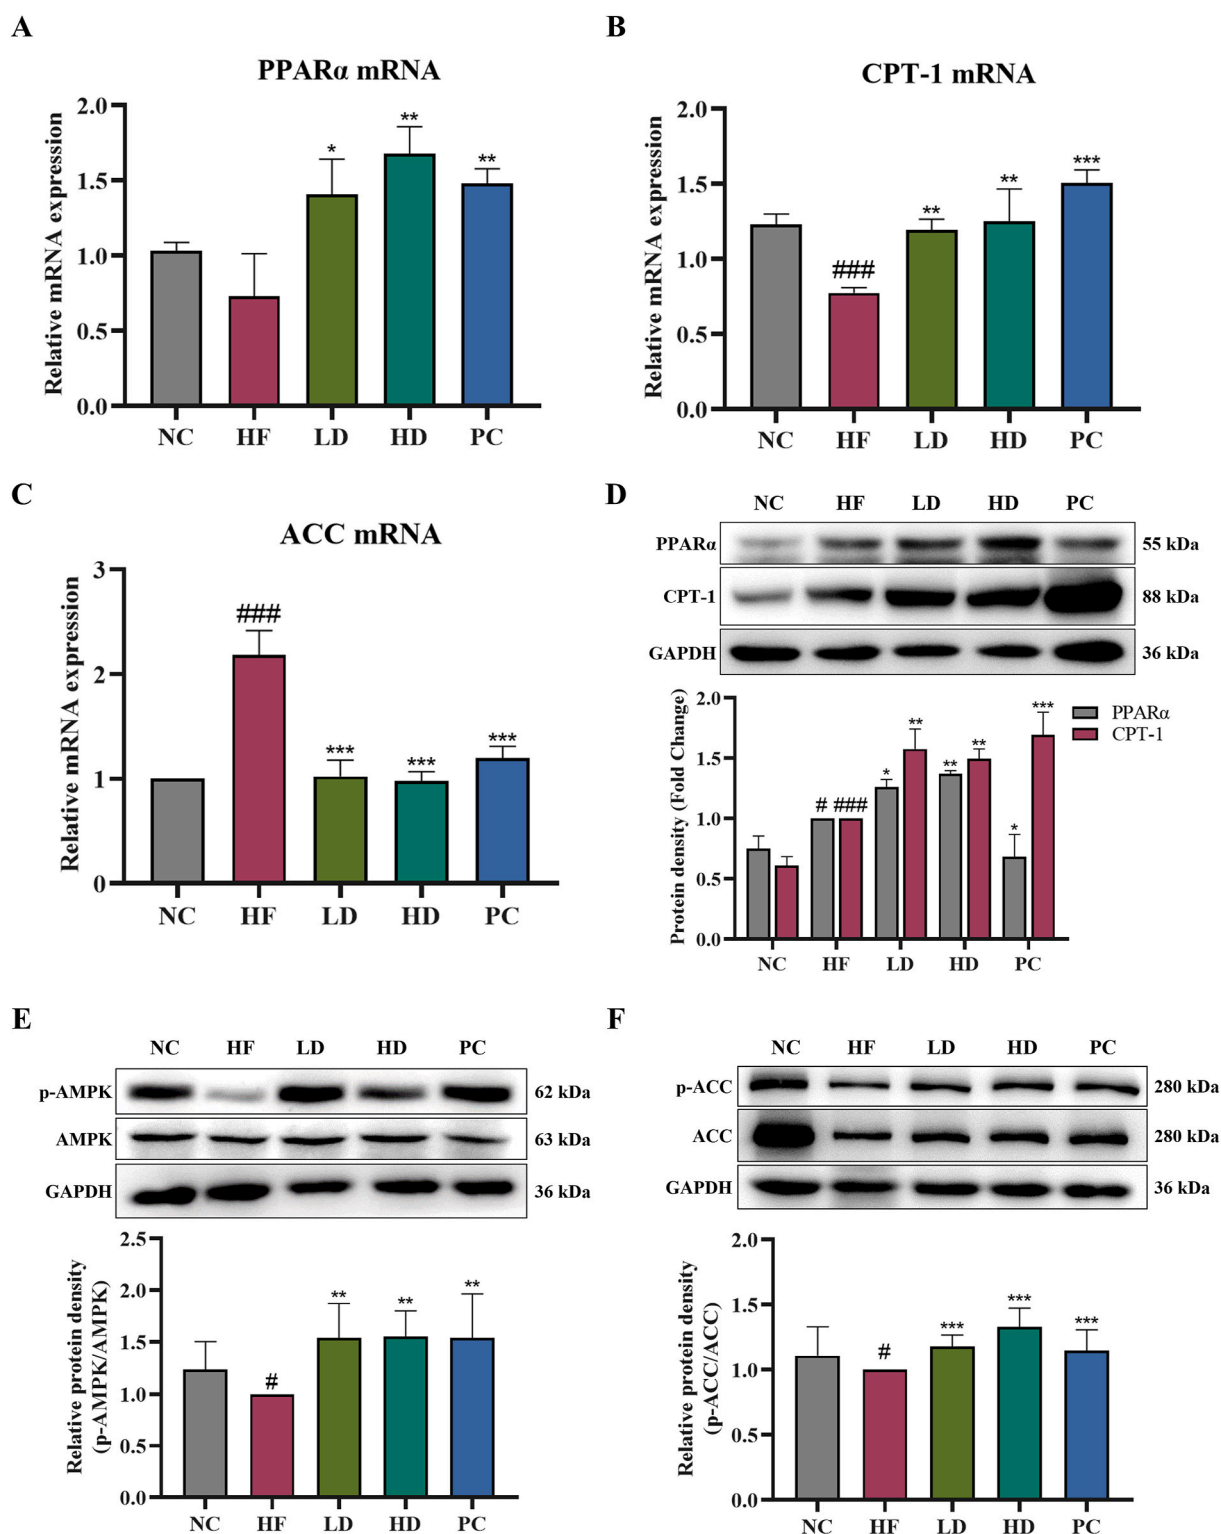 A
PPARα mRNA
Relative mRNA expression
2.0
**
*
**
1.5
1.0
0.5
0.0
NC HF LD HD PC
B
CPT-1 mRNA
Relative mRNA expression
2.0
***
**
**
1.5
###
1.0
0.5
0.0
NC HF LD HD PC
C
ACC mRNA
Relative mRNA expression
3
###
2
*** *** ***
1
0
NC HF LD HD PC
D
NC HF LD HD PC
PPARα 55 kDa
CPT-1 88 kDa
GAPDH 36 kDa
Protein density (Fold Change)
2.0
PPARα
CPT-1
***
**
**
1.5
* **
# ###
1.0
*
0.5
0.0
NC HF LD HD PC
E
NC HF LD HD PC
p-AMPK 62 kDa
AMPK 63 kDa
GAPDH 36 kDa
Relative protein density
(p-AMPK/AMPK)
2.5
2.0
** ** **
1.5
#
1.0
0.5
0.0
NC HF LD HD PC
F
NC HF LD HD PC
p-ACC 280 kDa
ACC 280 kDa
GAPDH 36 kDa
Relative protein density
(p-ACC/ACC)
2.0
***
1.5
*** ***
#
1.0
0.5
0.0
NC HF LD HD PC